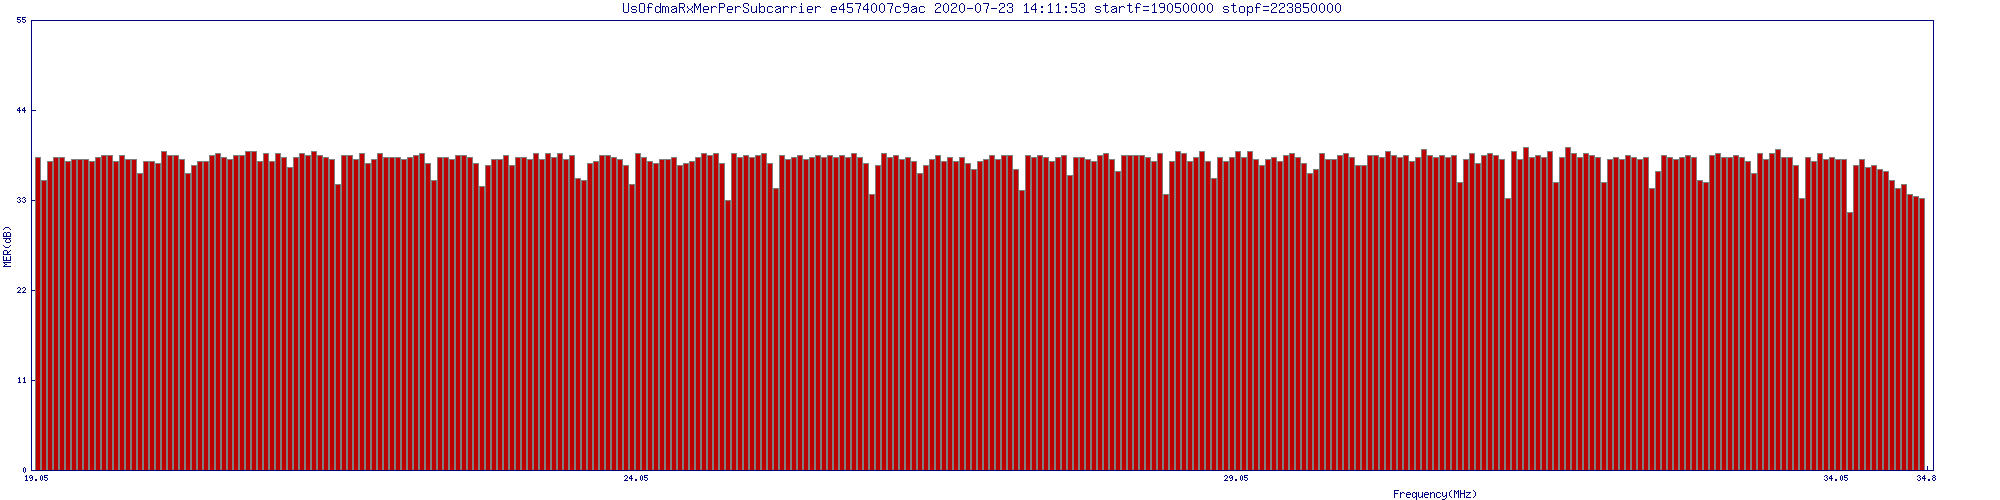 UsOfdmaRxMerPerSubcarrier e4574007c9ac 2020-07-23 14:11:53 startf=19050000 stopf=223850000
55
44
33
MER(dB)
22
11
0
19.05 24.05 29.05 34.05 34.8
Frequency(MHz)